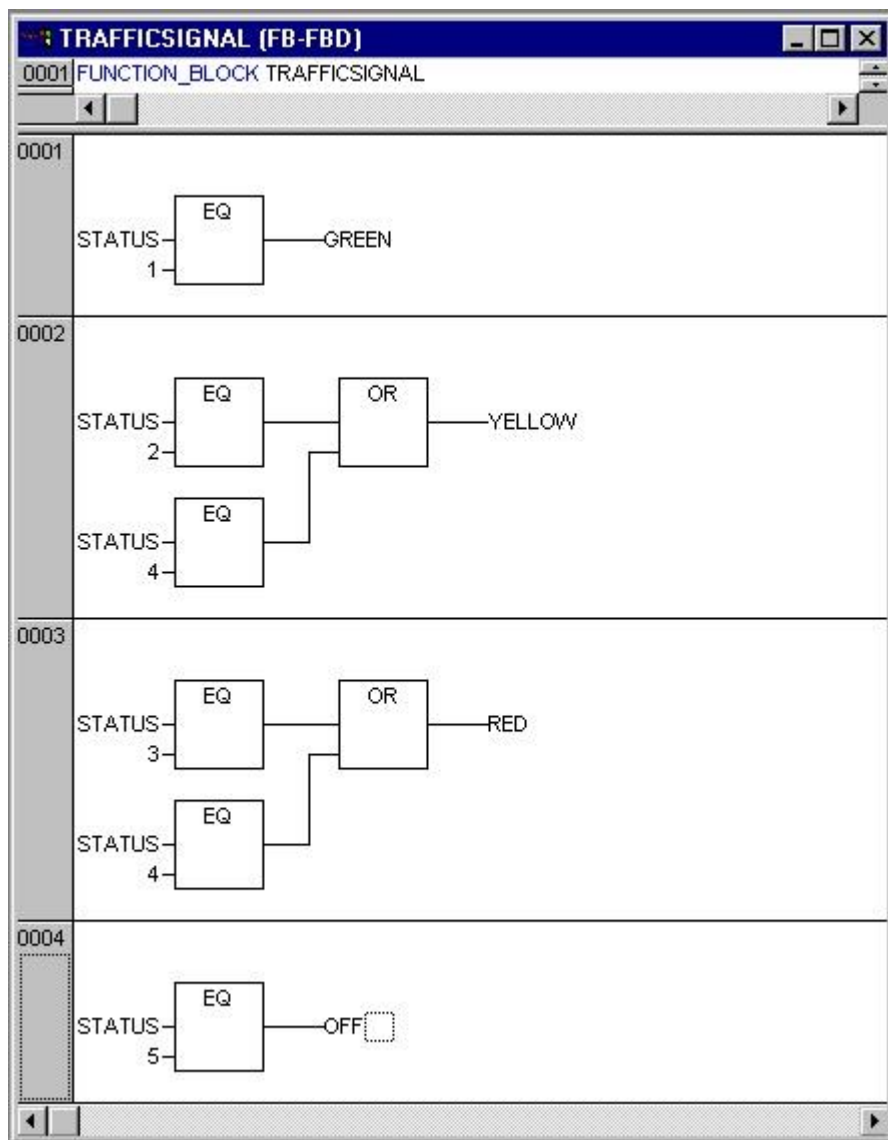 TRAFFICSIGNAL (FB-FBD)
0001 FUNCTION_BLOCK TRAFFICSIGNAL
0001
EQ
STATUS
GREEN
1
0002
EQ
OR
STATUS
YELLOW
2
EQ
STATUS
4
0003
EQ
OR
STATUS
RED
3
EQ
STATUS
4
0004
EQ
STATUS
OFF
5